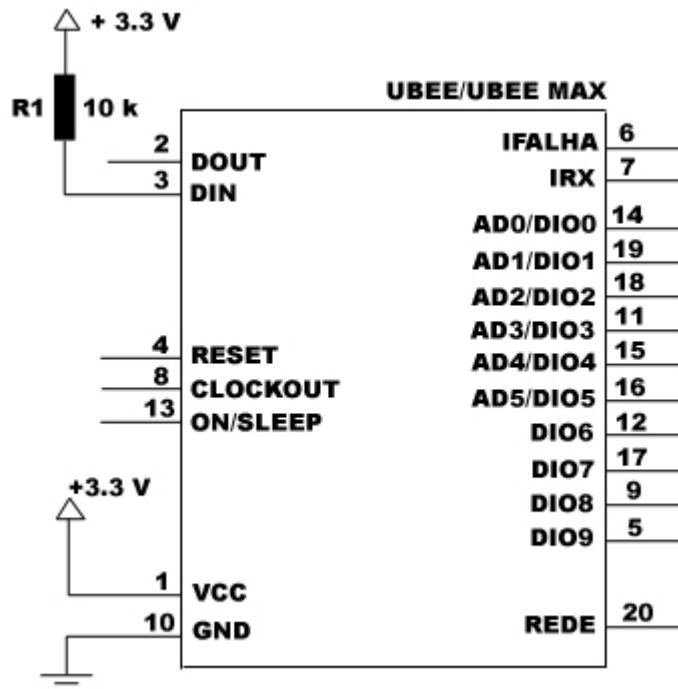 + 3.3 V
R1 10 k
UBEE/UBEE MAX
2 DOUT
3 DIN
4 RESET
8 CLOCKOUT
13 ON/SLEEP
+3.3 V
1 VCC
10 GND
IFALHA 6
IRX 7
AD0/DIO0 14
AD1/DIO1 19
AD2/DIO2 18
AD3/DIO3 11
AD4/DIO4 15
AD5/DIO5 16
DIO6 12
DIO7 17
DIO8 9
DIO9 5
REDE 20